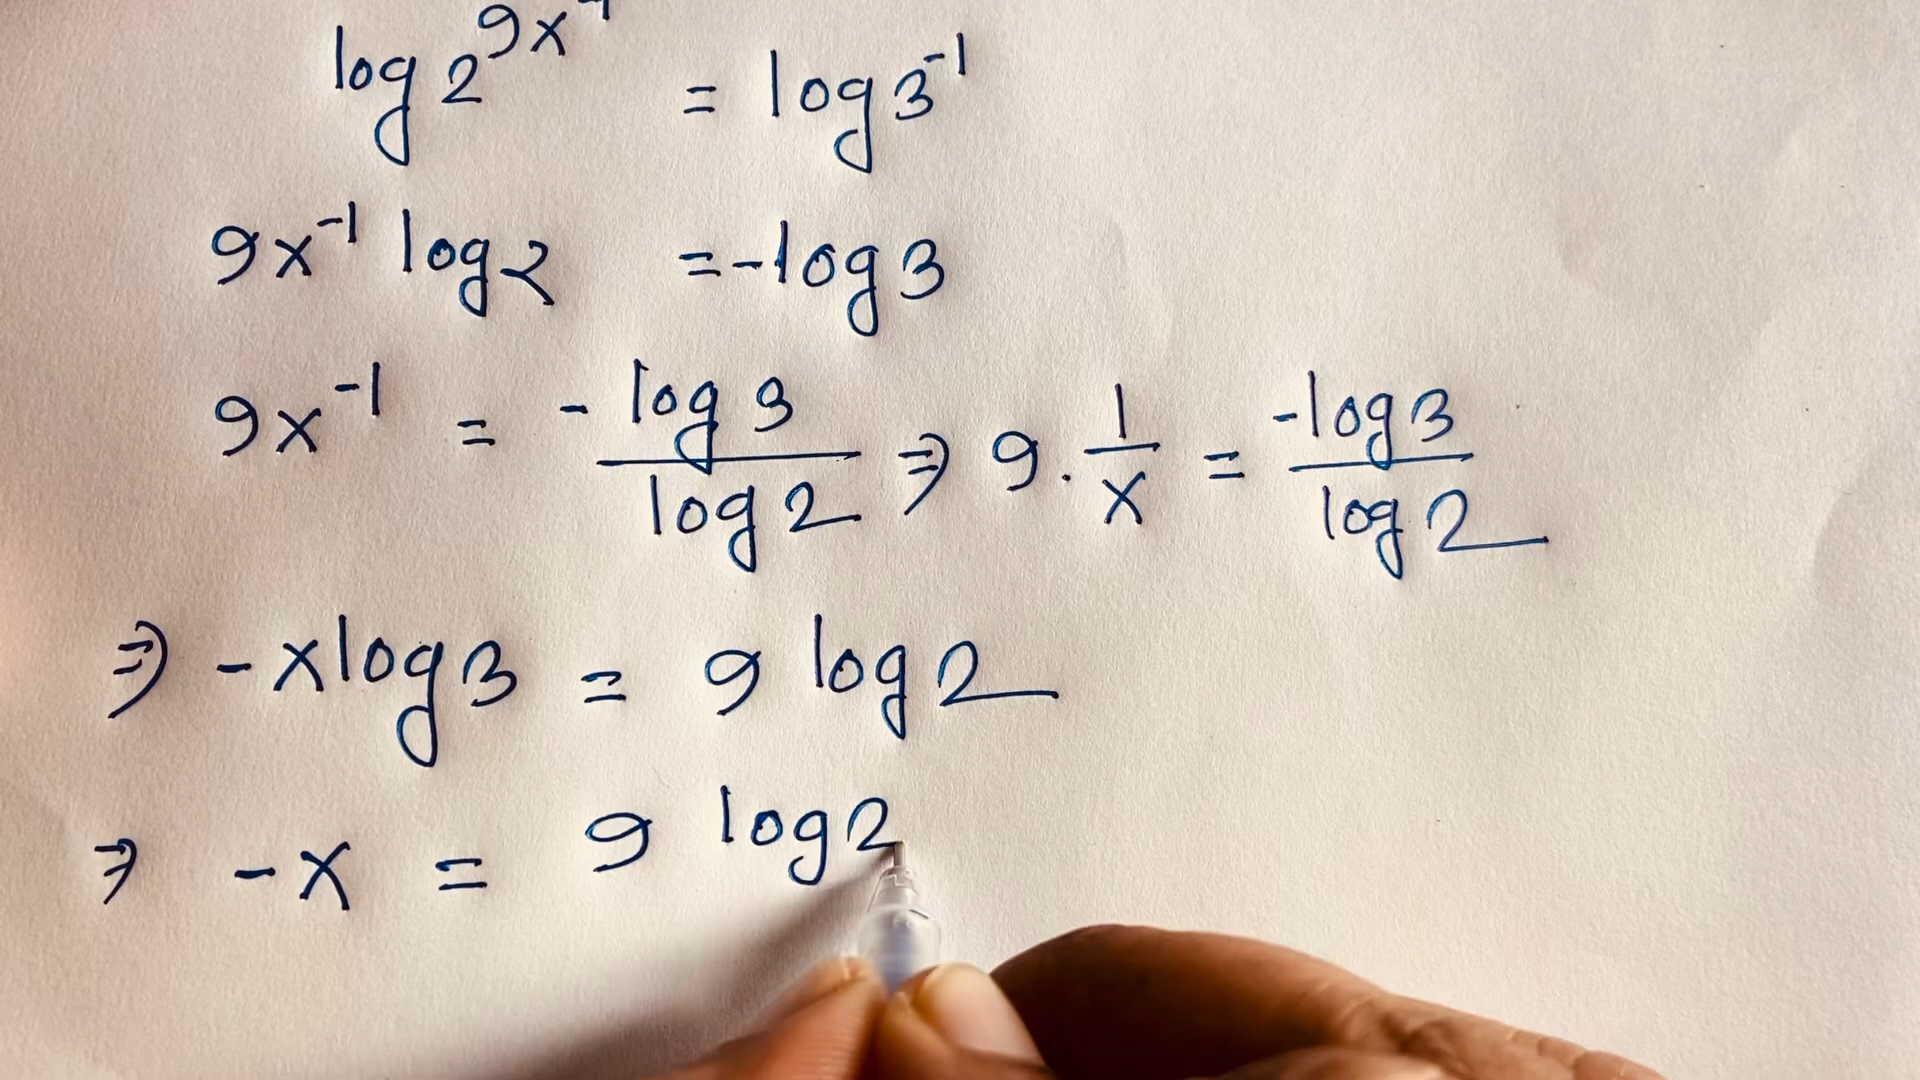 log 2^9x^-1 = log 3^-1
9x^-1 log 2 = -log 3
9x^-1 = - log 3 / log 2 ⇒ 9 · 1/x = -log 3 / log 2
⇒ -x log 3 = 9 log 2
⇒ -x = 9 log 2